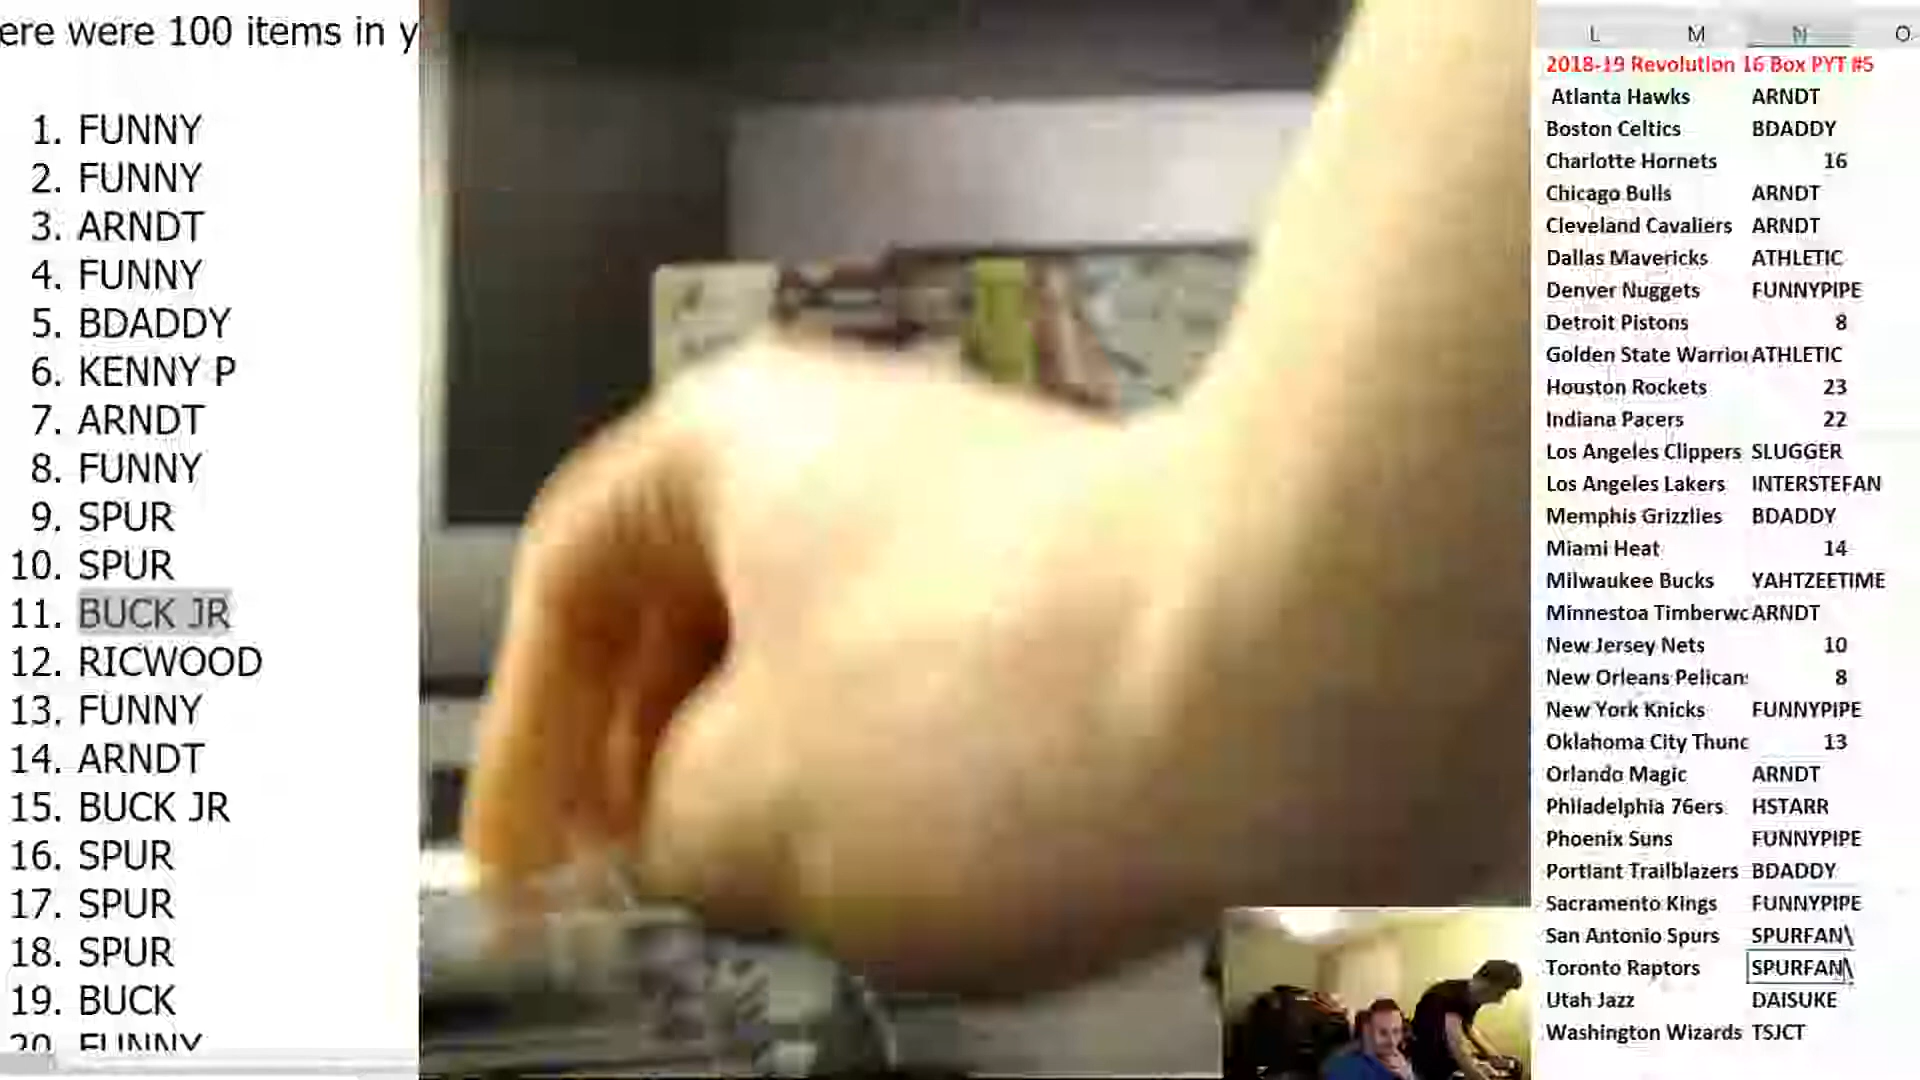 ere were 100 items in y
1. FUNNY
2. FUNNY
3. ARNDT
4. FUNNY
5. BDADDY
6. KENNY P
7. ARNDT
8. FUNNY
9. SPUR
10. SPUR
11. BUCK JR
12. RICWOOD
13. FUNNY
14. ARNDT
15. BUCK JR
16. SPUR
17. SPUR
18. SPUR
19. BUCK
20. FUNNY
L M N O
2018-19 Revolution 16 Box PYT #5
Atlanta Hawks ARNDT
Boston Celtics BDADDY
Charlotte Hornets 16
Chicago Bulls ARNDT
Cleveland Cavaliers ARNDT
Dallas Mavericks ATHLETIC
Denver Nuggets FUNNYPIPE
Detroit Pistons 8
Golden State Warrior ATHLETIC
Houston Rockets 23
Indiana Pacers 22
Los Angeles Clippers SLUGGER
Los Angeles Lakers INTERSTEFAN
Memphis Grizzlies BDADDY
Miami Heat 14
Milwaukee Bucks YAHTZEETIME
Minnestoa Timberwo ARNDT
New Jersey Nets 10
New Orleans Pelicans 8
New York Knicks FUNNYPIPE
Oklahoma City Thund 13
Orlando Magic ARNDT
Philadelphia 76ers HSTARR
Phoenix Suns FUNNYPIPE
Portlant Trailblazers BDADDY
Sacramento Kings FUNNYPIPE
San Antonio Spurs SPURFAN\
Toronto Raptors SPURFAN\
Utah Jazz DAISUKE
Washington Wizards TSJCT